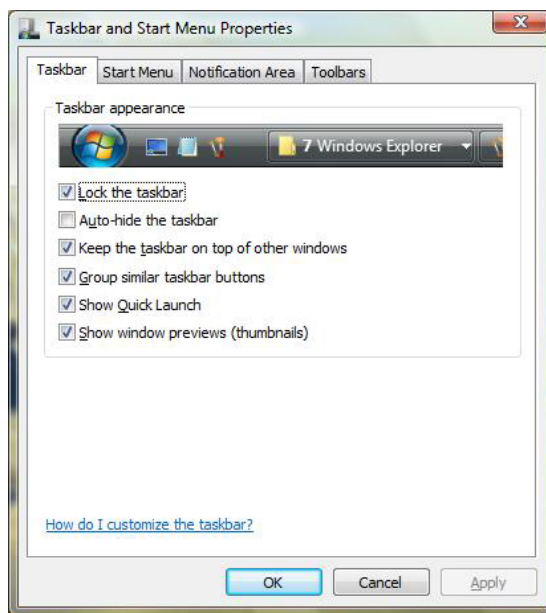 Taskbar and Start Menu Properties
Taskbar Start Menu Notification Area Toolbars
Taskbar appearance
7 Windows Explorer
Lock the taskbar
Auto-hide the taskbar
Keep the taskbar on top of other windows
Group similar taskbar buttons
Show Quick Launch
Show window previews (thumbnails)
How do I customize the taskbar?
OK Cancel Apply